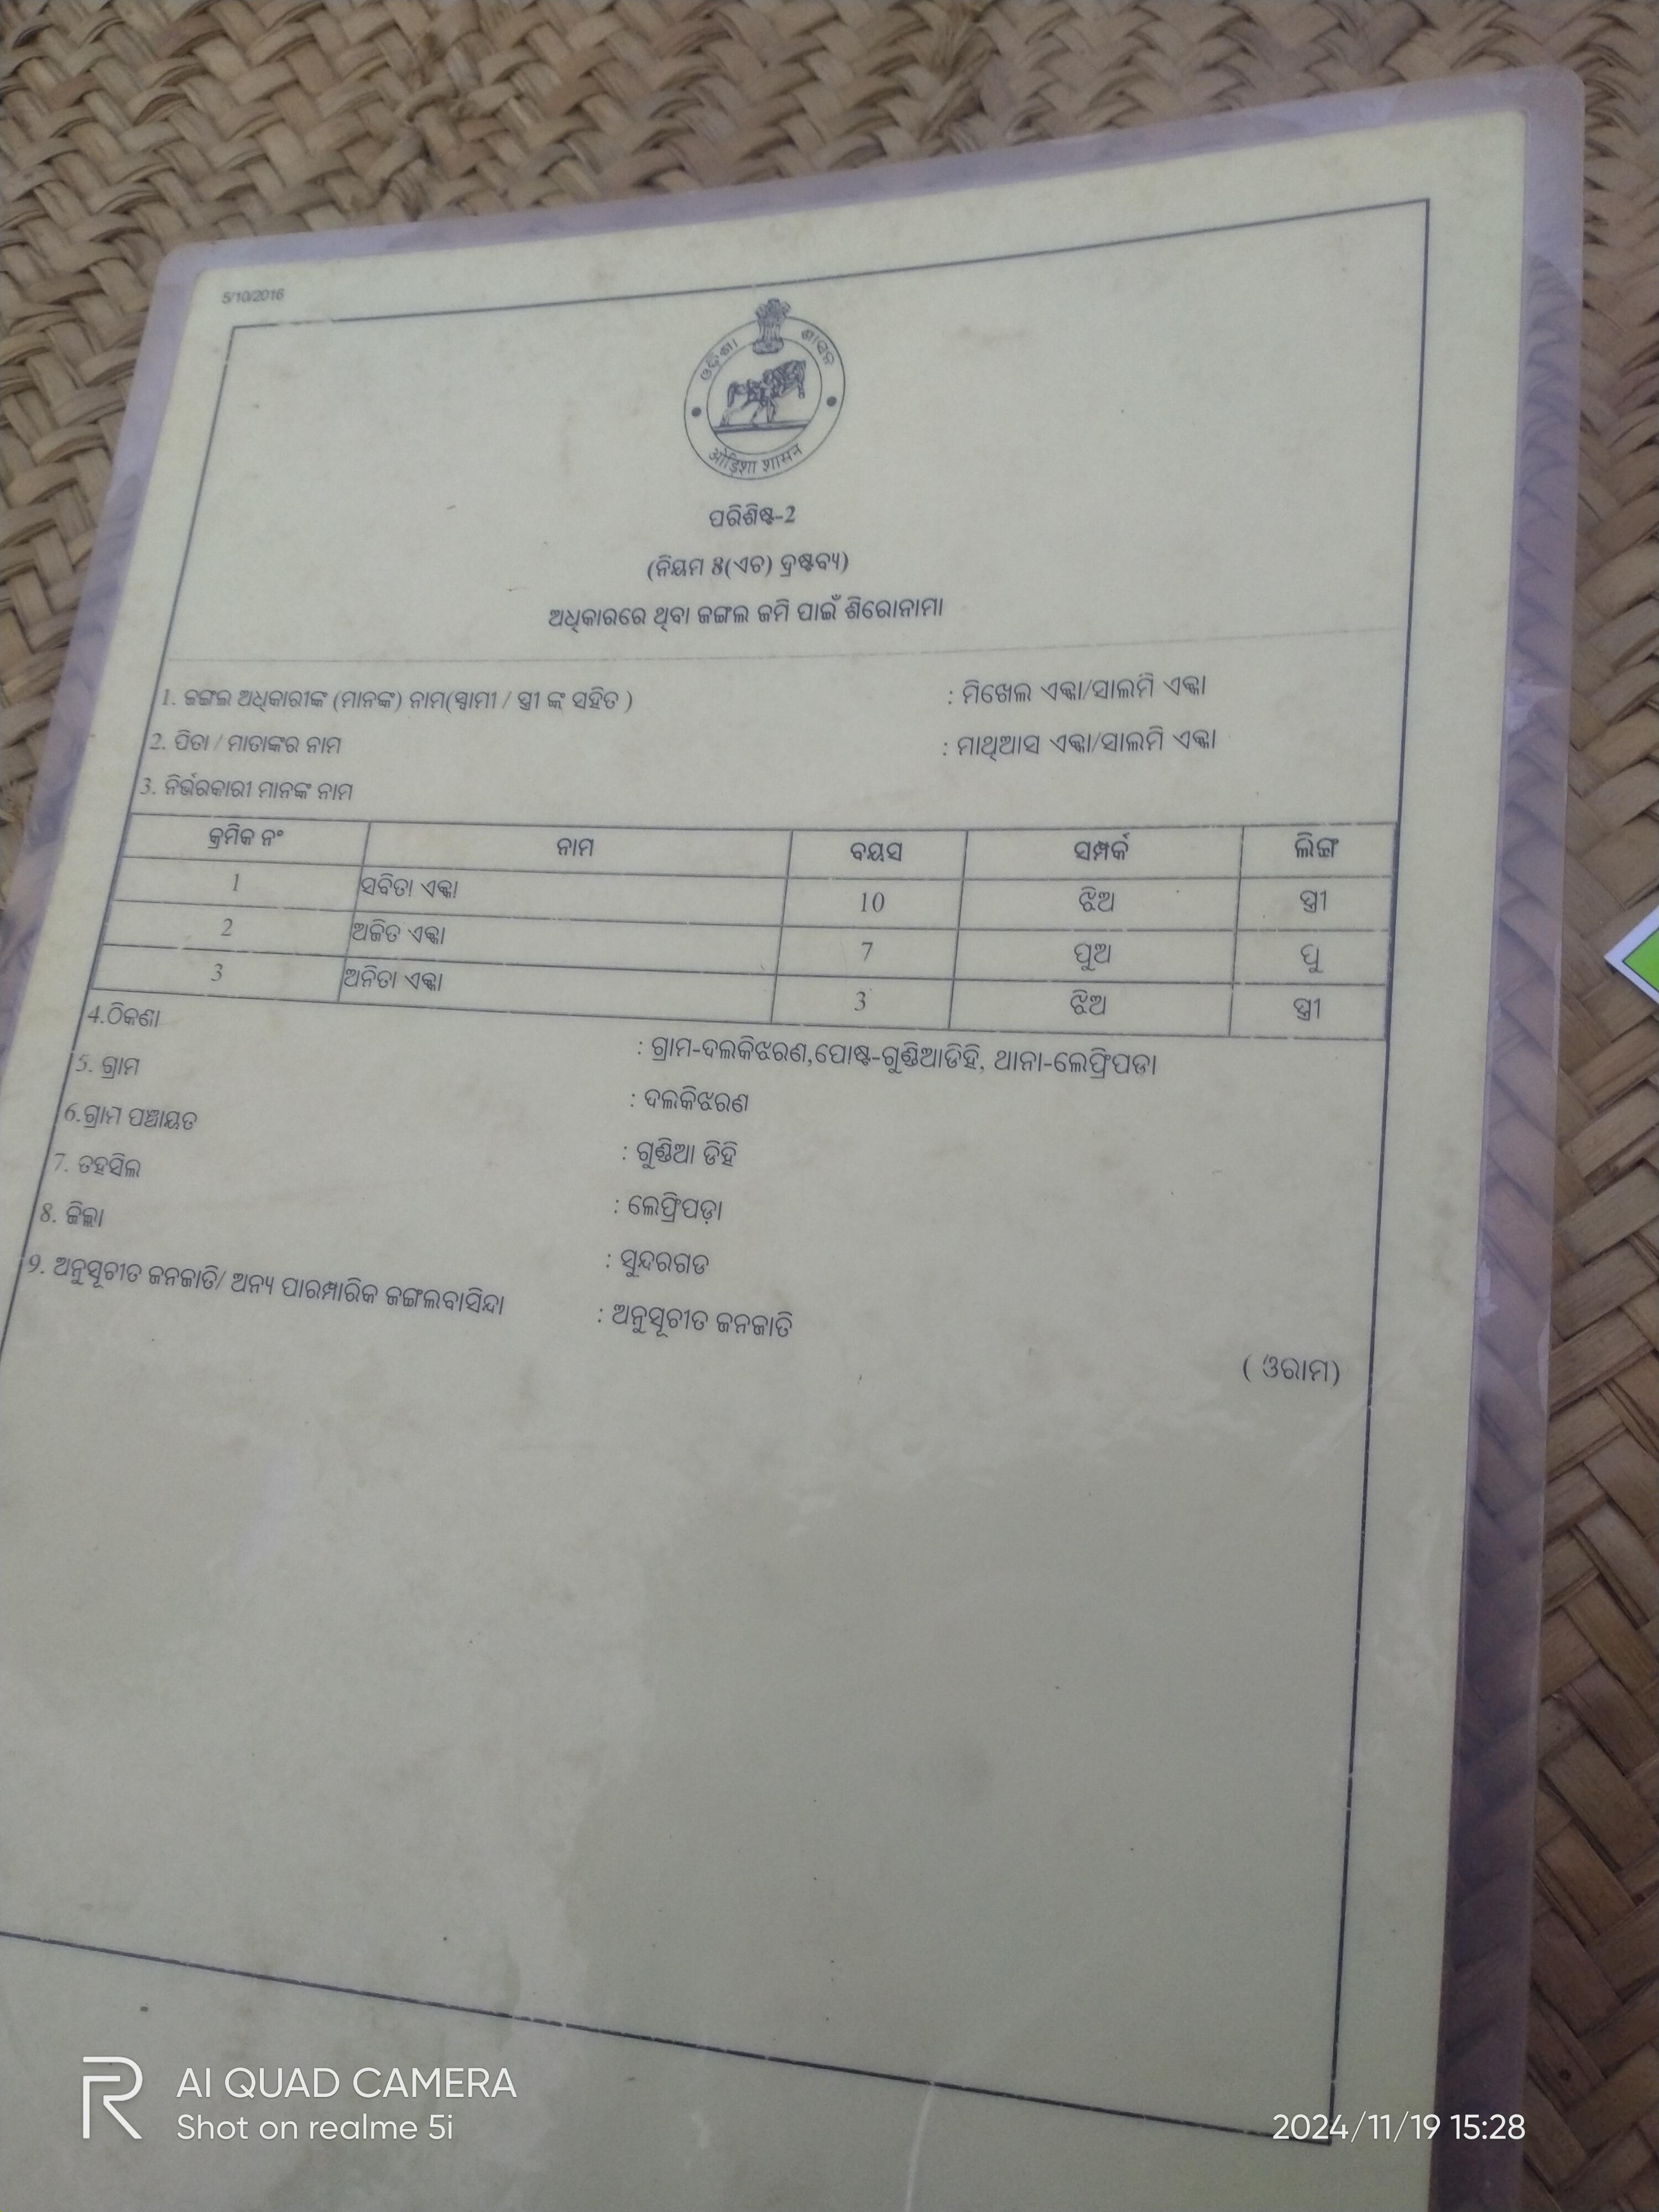 5/10/2016
ଓଡ଼ିଶା ଶାସନ
ओड़िशा शासन
ପରିଶିଷ୍ଟ-2
(ନିୟମ 8(ଏଚ) ଦ୍ରଷ୍ଟବ୍ୟ)
ଅଧିକାରରେ ଥିବା ଜଙ୍ଗଲ ଜମି ପାଇଁ ଶିରୋନାମା
1. ଜଙ୍ଗଲ ଅଧିକାରୀଙ୍କ (ମାନଙ୍କ) ନାମ(ସ୍ୱାମୀ / ସ୍ତ୍ରୀ ଙ୍କ ସହିତ ) : ମିଖେଲ ଏକ୍କା/ସାଲମି ଏକ୍କା
2. ପିତା / ମାତାଙ୍କର ନାମ : ମାଥିଆସ ଏକ୍କା/ସାଲମି ଏକ୍କା
3. ନିର୍ଭରକାରୀ ମାନଙ୍କ ନାମ
କ୍ରମିକ ନଂ ନାମ ବୟସ ସମ୍ପର୍କ ଲିଙ୍ଗ
1 ସବିତା ଏକ୍କା 10 ଝିଅ ସ୍ତ୍ରୀ
2 ଅଜିତ ଏକ୍କା 7 ପୁଅ ପୁ
3 ଅନିତା ଏକ୍କା 3 ଝିଅ ସ୍ତ୍ରୀ
4.ଠିକଣା : ଗ୍ରାମ-ଦଲକିଝରଣ,ପୋଷ୍ଟ-ଗୁଣ୍ଡିଆଡିହି, ଥାନା-ଲେଫ୍ରିପଡା
5. ଗ୍ରାମ : ଦଲକିଝରଣ
6.ଗ୍ରାମ ପଞ୍ଚାୟତ : ଗୁଣ୍ଡିଆ ଡିହି
7. ତହସିଲ : ଲେଫ୍ରିପଡ଼ା
8. ଜିଲ୍ଲା : ସୁନ୍ଦରଗଡ
୨. ଅନୁସୂଚୀତ ଜନଜାତି/ ଅନ୍ୟ ପାରମ୍ପାରିକ ଜଙ୍ଗଲବାସିନ୍ଦା : ଅନୁସୂଚୀତ ଜନଜାତି
( ଓରାମ)
AI QUAD CAMERA
Shot on realme 5i
2024/11/19 15:28